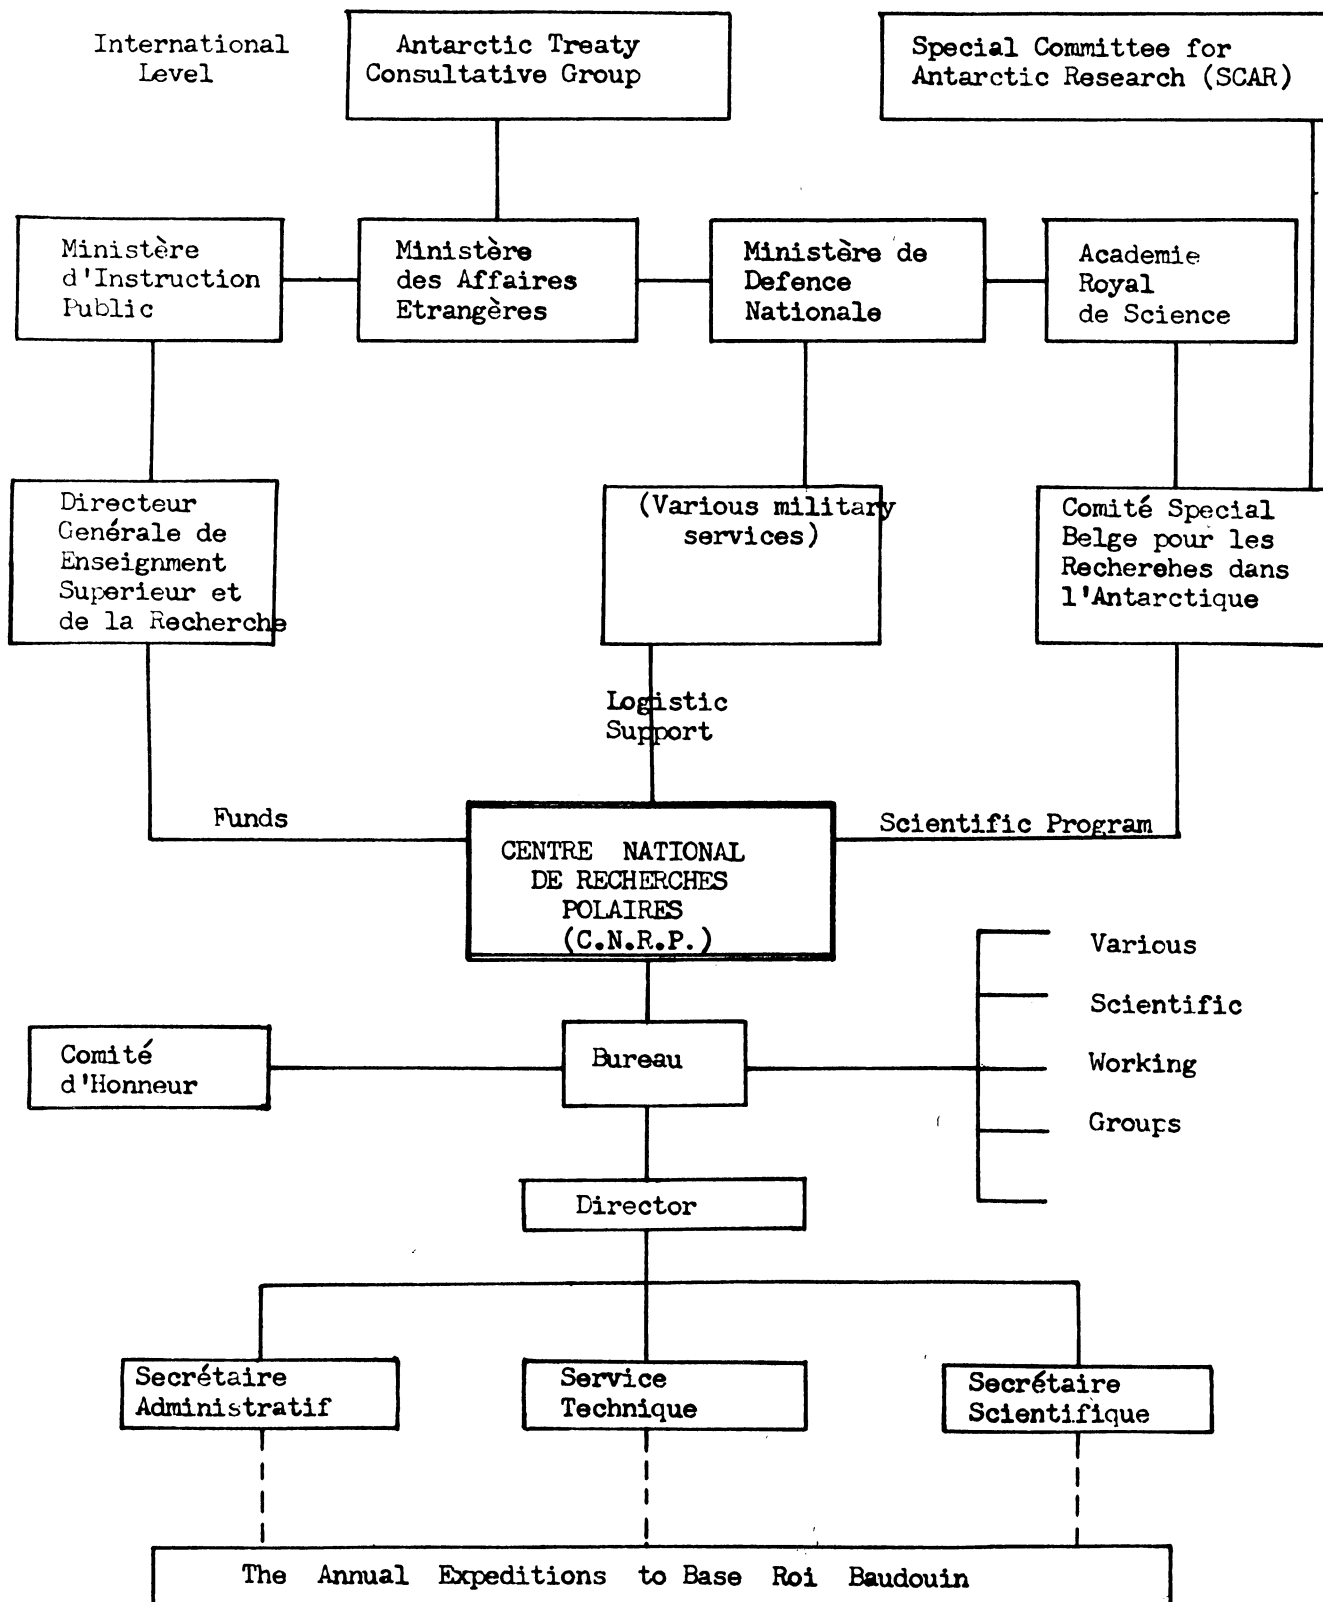 International
Level
Antarctic Treaty
Consultative Group
Special Committee for
Antarctic Research (SCAR)
Ministère
d'Instruction
Public
Ministère
des Affaires
Etrangères
Ministère de
Defence
Nationale
Academie
Royal
de Science
Directeur
Genérale de
Enseignment
Superieur et
de la Recherche
(Various military
services)
Comité Special
Belge pour les
Recherehes dans
l'Antarctique
Logistic
Support
Funds
Scientific Program
CENTRE NATIONAL
DE RECHERCHES
POLAIRES
(C.N.R.P.)
Various
Scientific
Working
Groups
Comité
d'Honneur
Bureau
Director
Secrétaire
Administratif
Service
Technique
Secrétaire
Scientifique
The Annual Expeditions to Base Roi Baudouin